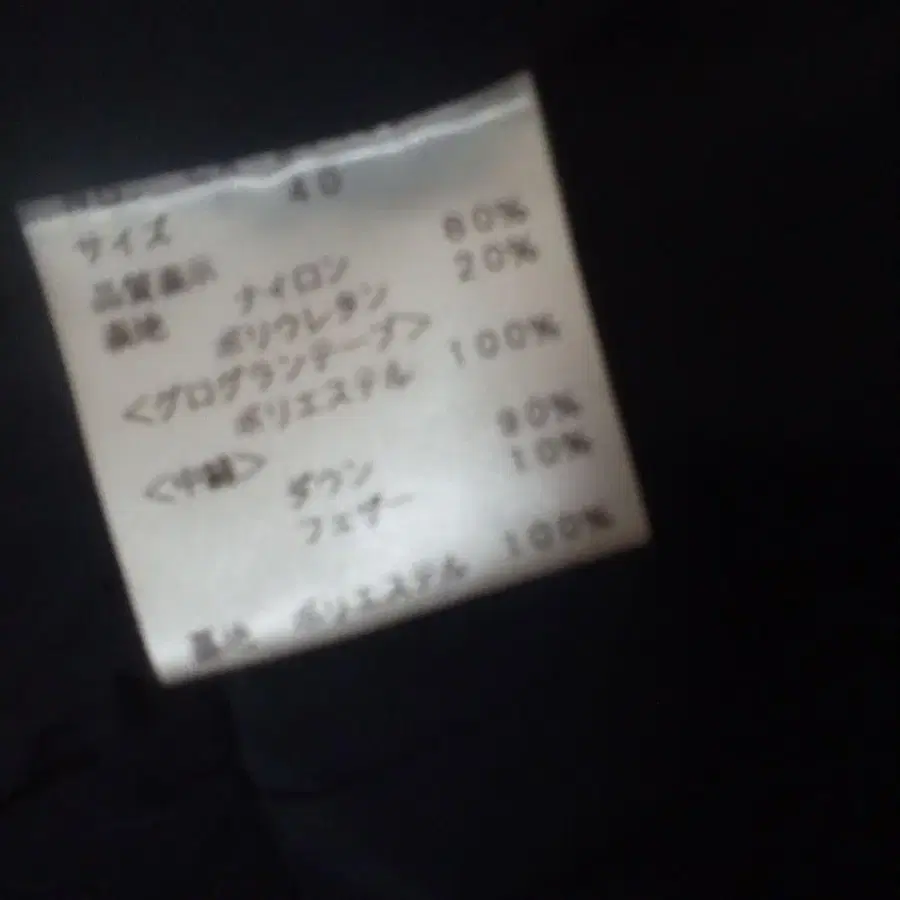 サイズ 40
品質表示
表地 ナイロン 80%
ポリウレタン 20%
<グログランテープ>
ポリエステル 100%
<中綿>
ダウン 90%
フェザー 10%
裏地 ポリエステル 100%